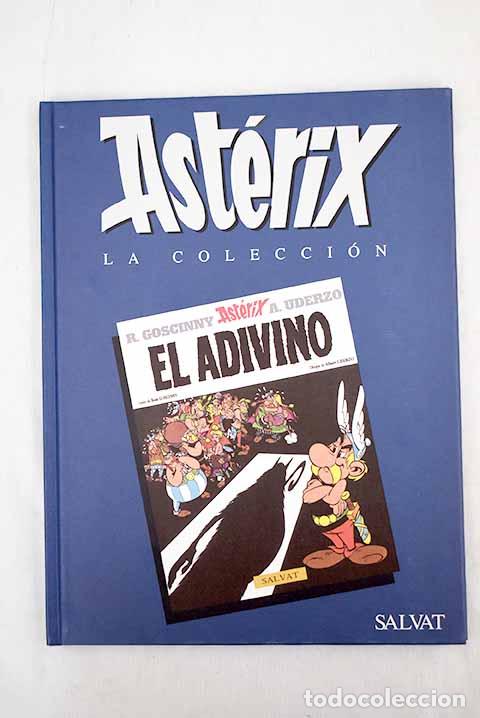 Astérix
LA COLECCIÓN
R. GOSCINNY Astérix A. UDERZO
EL ADIVINO
SALVAT
SALVAT
todocoleccion